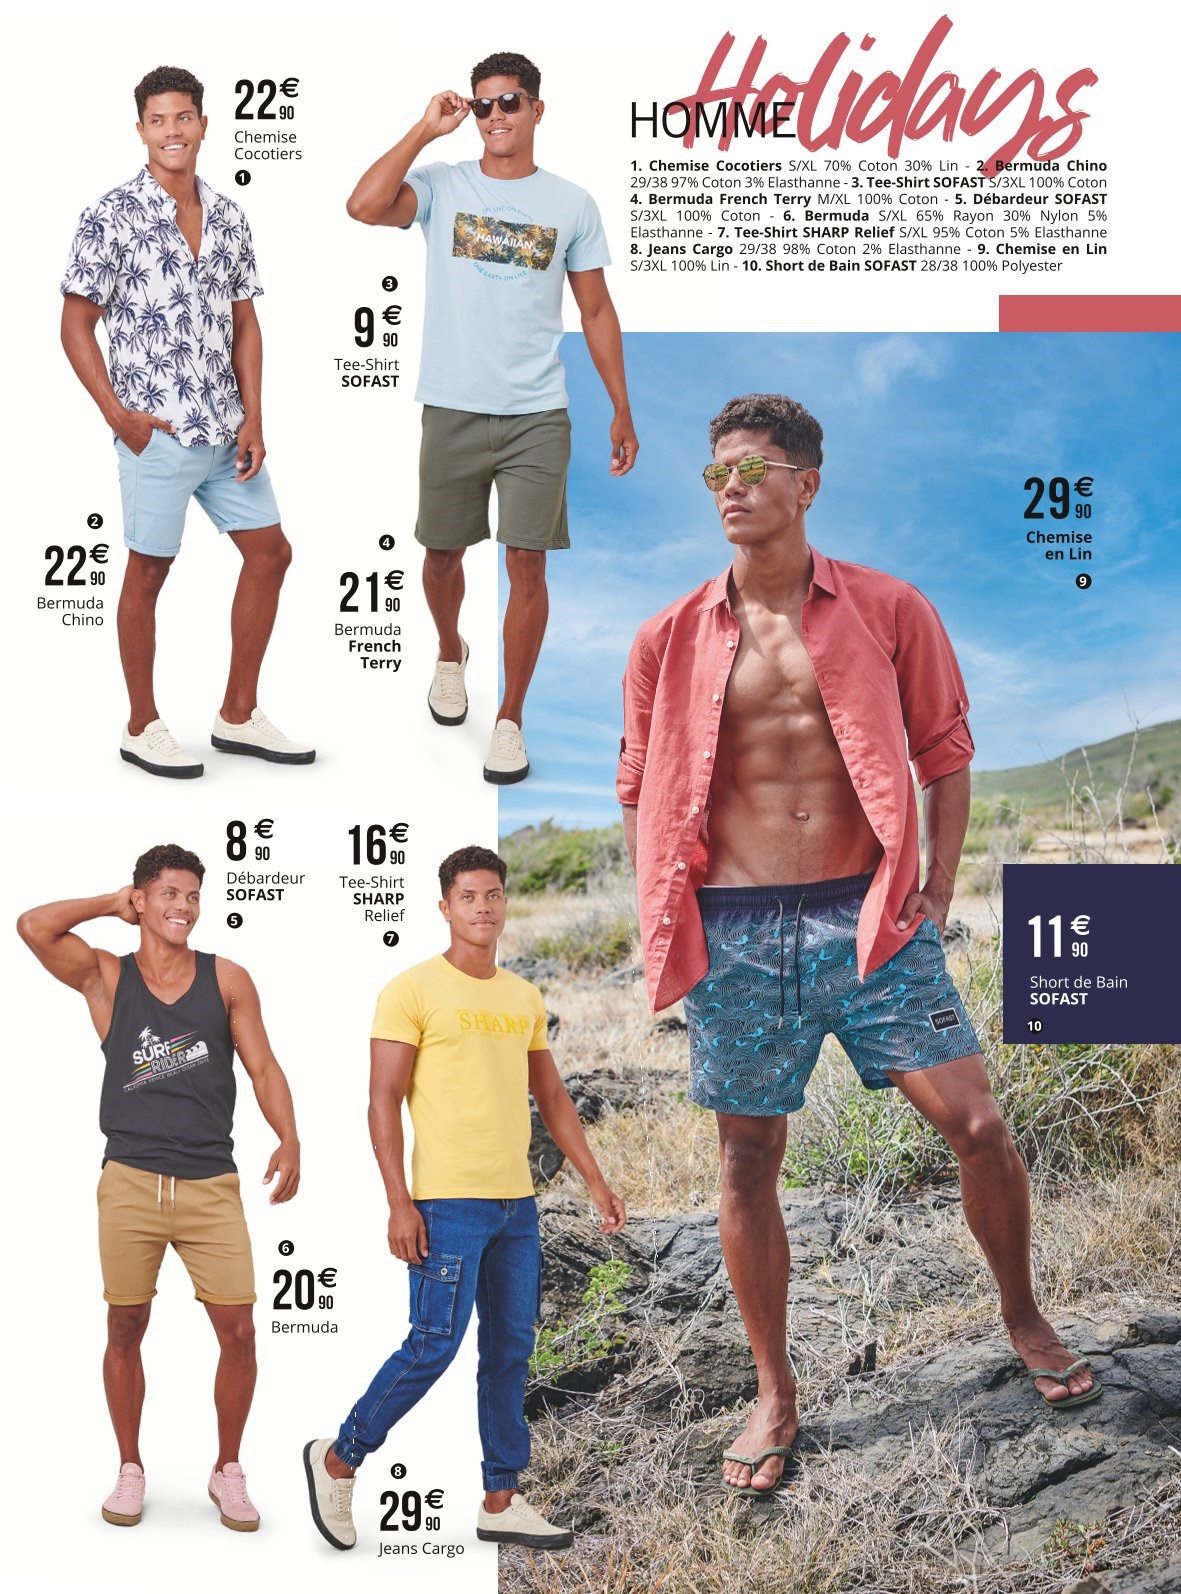 Holidays
HOMME
1. Chemise Cocotiers S/XL 70% Coton 30% Lin - 2. Bermuda Chino
29/38 97% Coton 3% Elasthanne - 3. Tee-Shirt SOFAST S/3XL 100% Coton
4. Bermuda French Terry M/XL 100% Coton - 5. Débardeur SOFAST
S/3XL 100% Coton - 6. Bermuda S/XL 65% Rayon 30% Nylon 5%
Elasthanne - 7. Tee-Shirt SHARP Relief S/XL 95% Coton 5% Elasthanne
8. Jeans Cargo 29/38 98% Coton 2% Elasthanne - 9. Chemise en Lin
S/3XL 100% Lin - 10. Short de Bain SOFAST 28/38 100% Polyester
22€90
Chemise
Cocotiers
1
2
22€90
Bermuda
Chino
3
9€90
Tee-Shirt
SOFAST
HAWAIIAN
4
21€90
Bermuda
French
Terry
29€90
Chemise
en Lin
9
8€90
Débardeur
SOFAST
5
SURF
RIDER
16€90
Tee-Shirt
SHARP
Relief
7
SHARP
11€90
Short de Bain
SOFAST
10
SOFAST
6
20€90
Bermuda
8
29€90
Jeans Cargo